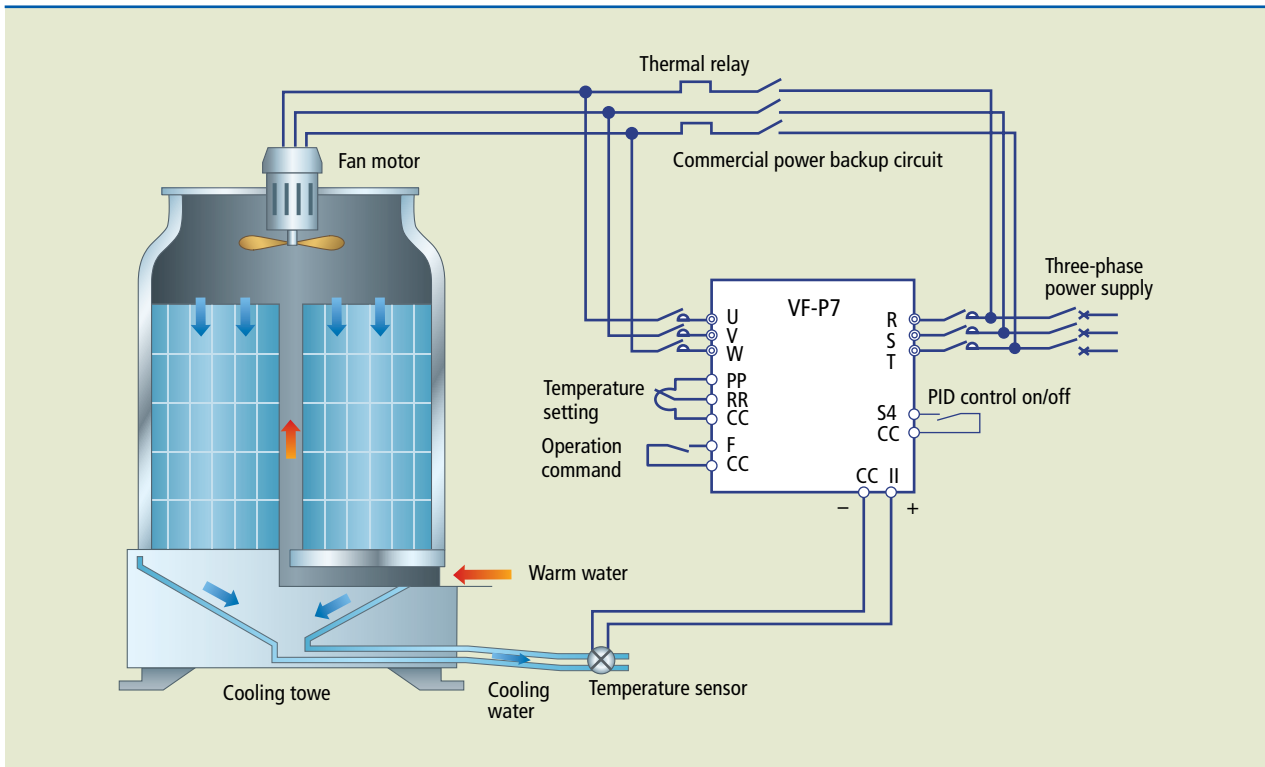 Thermal relay
Fan motor
Commercial power backup circuit
Three-phase
power supply
VF-P7
U
V
W
R
S
T
PP
RR
CC
Temperature
setting
F
CC
Operation
command
S4
CC
PID control on/off
CC II
– +
Warm water
Cooling towe
Cooling
water
Temperature sensor